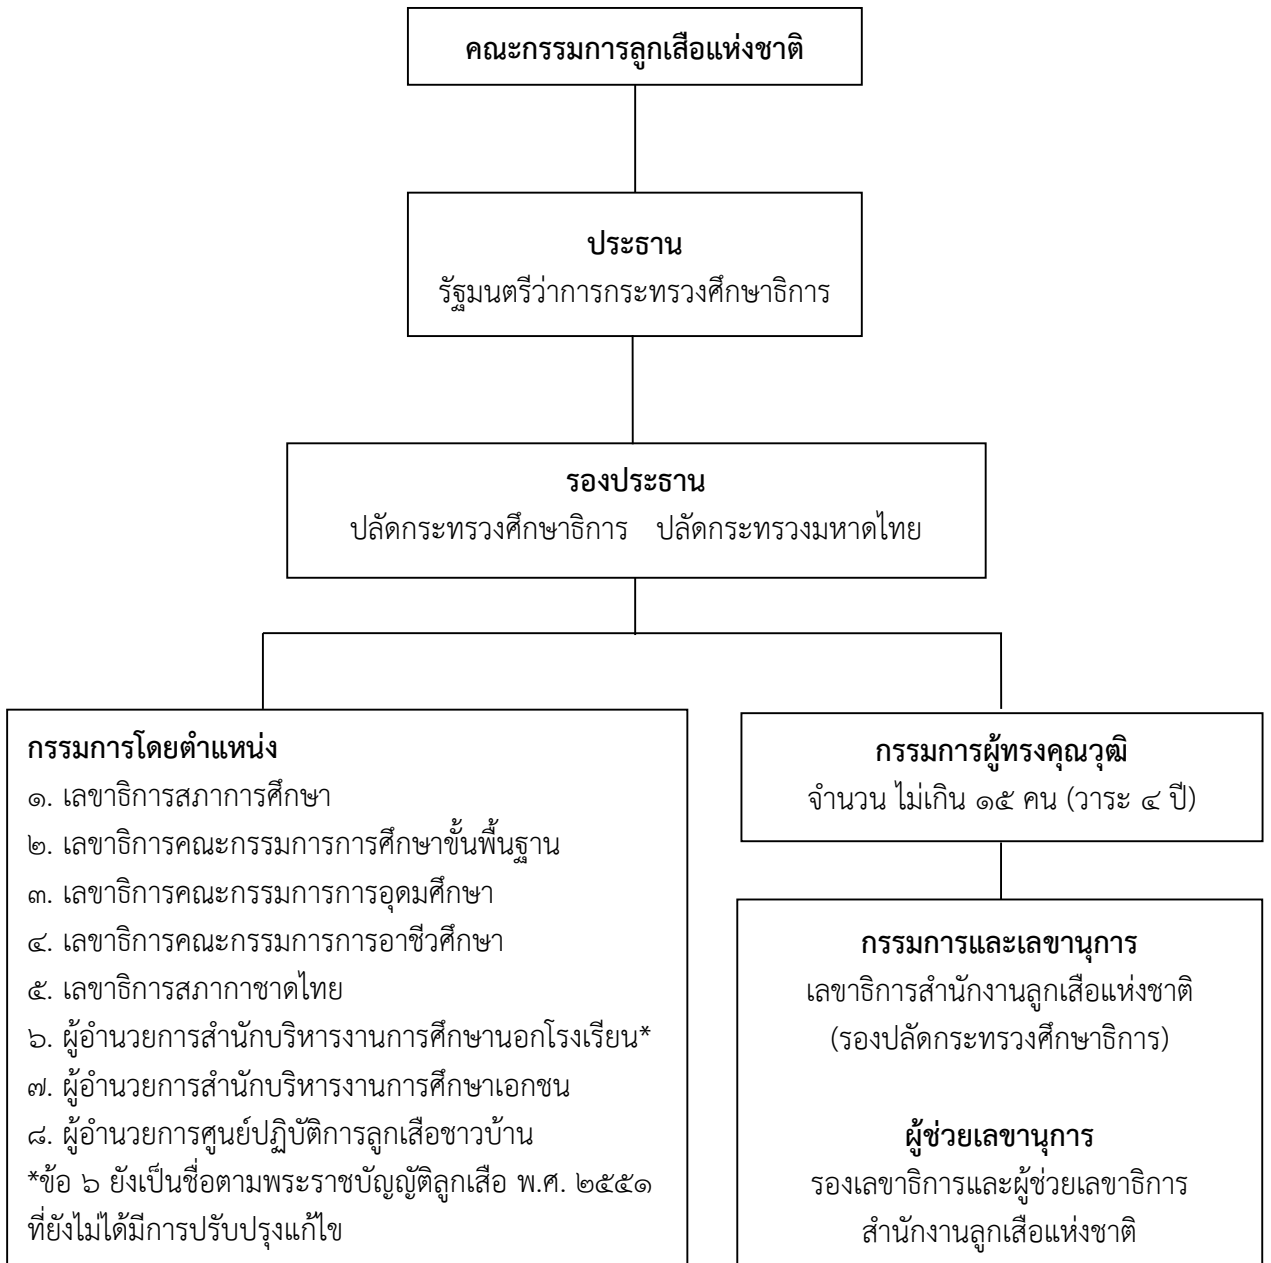 คณะกรรมการลูกเสือแห่งชาติ
ประธาน
รัฐมนตรีว่าการกระทรวงศึกษาธิการ
รองประธาน
ปลัดกระทรวงศึกษาธิการ ปลัดกระทรวงมหาดไทย
กรรมการโดยตำแหน่ง
๑. เลขาธิการสภาการศึกษา
๒. เลขาธิการคณะกรรมการการศึกษาขั้นพื้นฐาน
๓. เลขาธิการคณะกรรมการการอุดมศึกษา
๔. เลขาธิการคณะกรรมการการอาชีวศึกษา
๕. เลขาธิการสภากาชาดไทย
๖. ผู้อำนวยการสำนักบริหารงานการศึกษานอกโรงเรียน*
๗. ผู้อำนวยการสำนักบริหารงานการศึกษาเอกชน
๘. ผู้อำนวยการศูนย์ปฏิบัติการลูกเสือชาวบ้าน
*ข้อ ๖ ยังเป็นชื่อตามพระราชบัญญัติลูกเสือ พ.ศ. ๒๕๕๑
ที่ยังไม่ได้มีการปรับปรุงแก้ไข
กรรมการผู้ทรงคุณวุฒิ
จำนวน ไม่เกิน ๑๕ คน (วาระ ๔ ปี)
กรรมการและเลขานุการ
เลขาธิการสำนักงานลูกเสือแห่งชาติ
(รองปลัดกระทรวงศึกษาธิการ)
ผู้ช่วยเลขานุการ
รองเลขาธิการและผู้ช่วยเลขาธิการ
สำนักงานลูกเสือแห่งชาติ